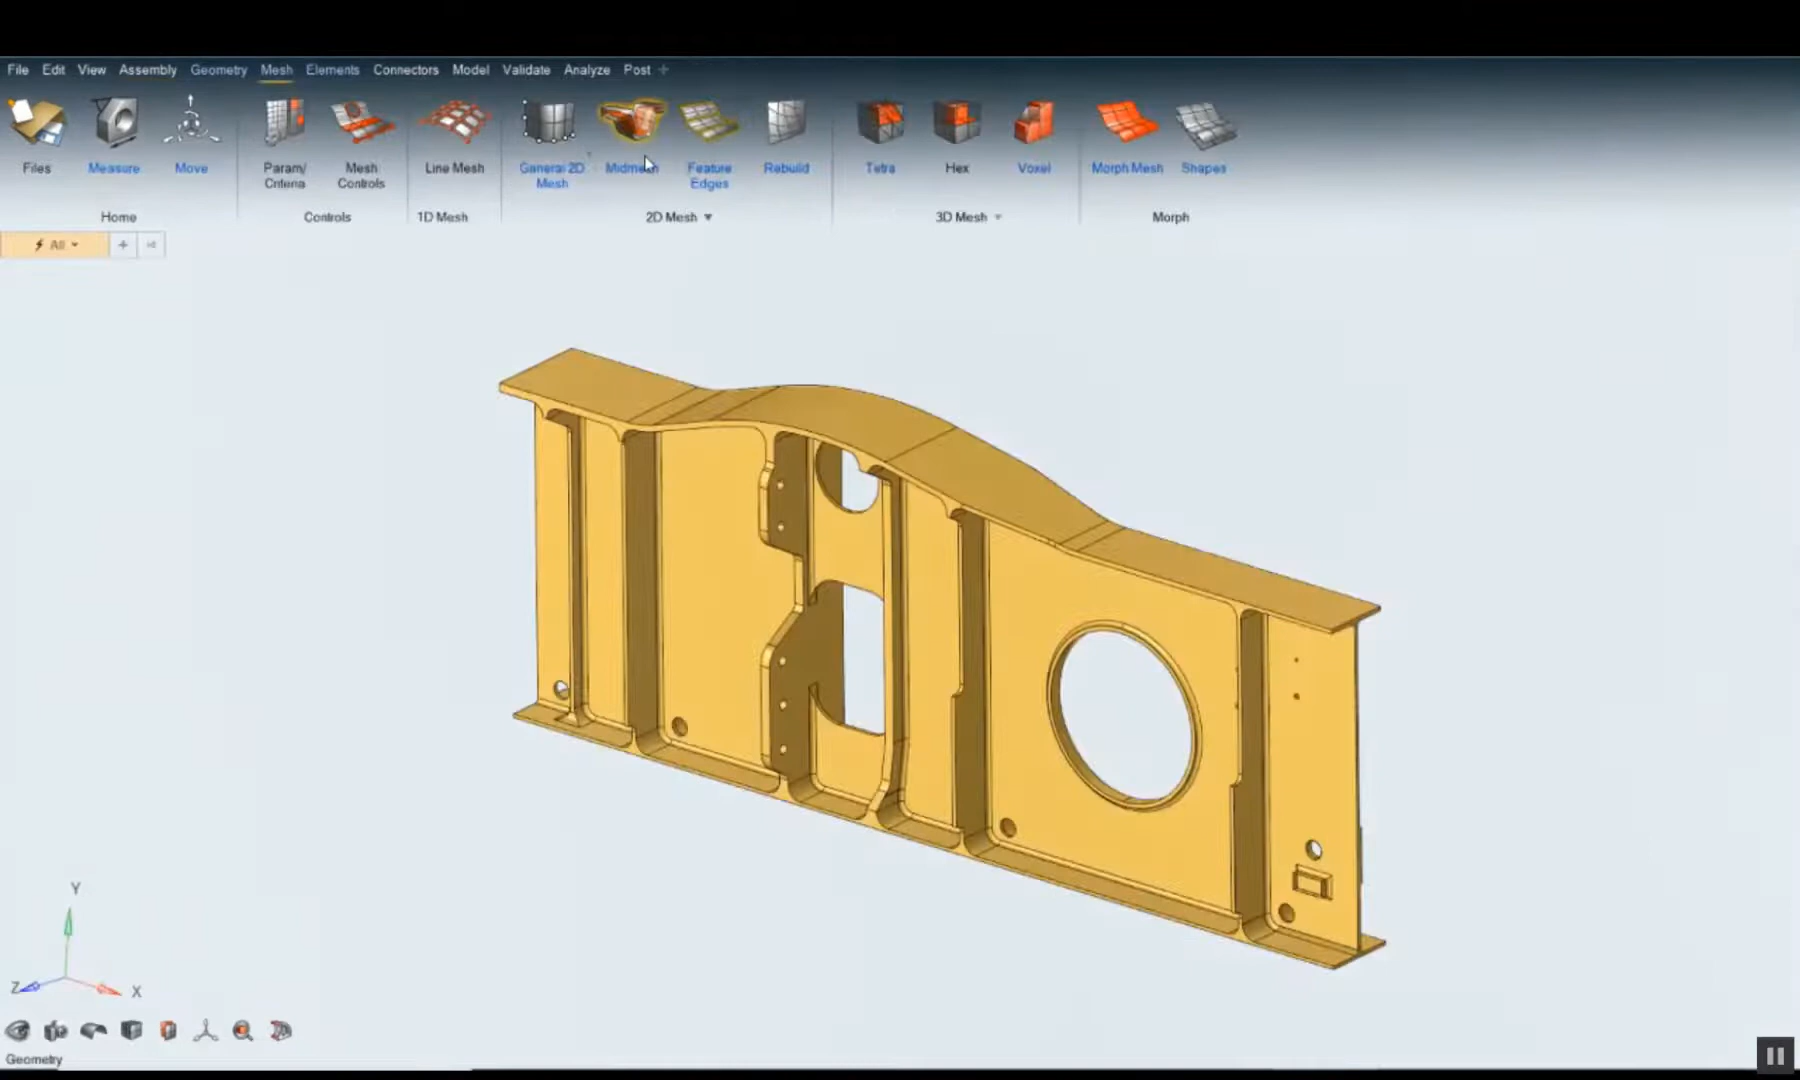 File Edit View Assembly Geometry Mesh Elements Connectors Model Validate Analyze Post +
Files Measure Move Param/ Criteria Mesh Controls Line Mesh General 2D Mesh Midmesh Feature Edges Rebuild Tetra Hex Voxel Morph Mesh Shapes
Home Controls 1D Mesh 2D Mesh 3D Mesh Morph
All
Y
Z X
Geometry